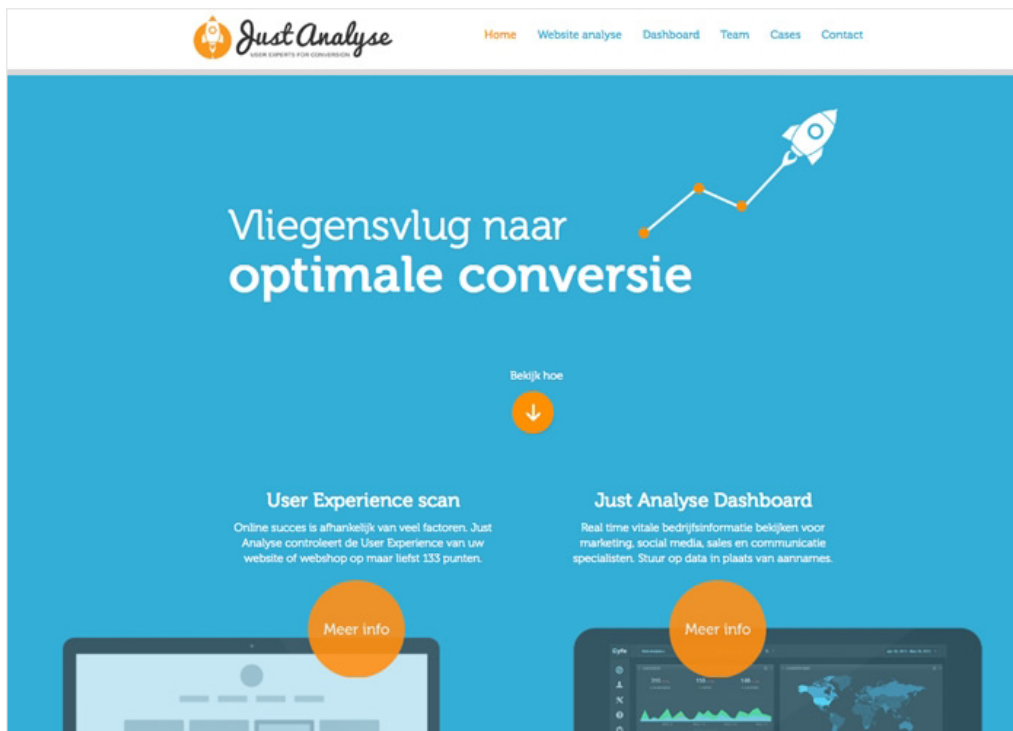 Just Analyse
USER EXPERTS FOR CONVERSION
Home Website analyse Dashboard Team Cases Contact
Vliegensvlug naar
optimale conversie
Bekijk hoe
User Experience scan
Online succes is afhankelijk van veel factoren. Just
Analyse controleert de User Experience van uw
website of webshop op maar liefst 133 punten.
Meer info
Just Analyse Dashboard
Real time vitale bedrijfsinformatie bekijken voor
marketing, social media, sales en communicatie
specialisten. Stuur op data in plaats van aannames.
Meer info
Cyfe